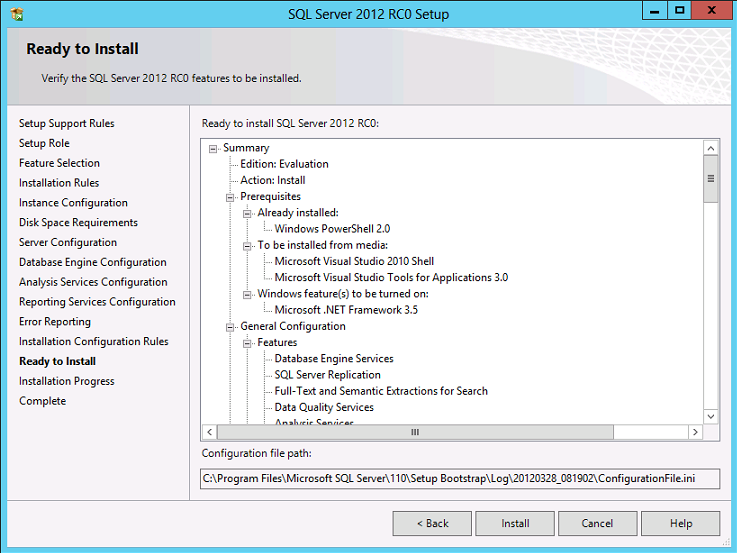 SQL Server 2012 RC0 Setup
Ready to Install
Verify the SQL Server 2012 RC0 features to be installed.
Setup Support Rules
Setup Role
Feature Selection
Installation Rules
Instance Configuration
Disk Space Requirements
Server Configuration
Database Engine Configuration
Analysis Services Configuration
Reporting Services Configuration
Error Reporting
Installation Configuration Rules
Ready to Install
Installation Progress
Complete
Ready to install SQL Server 2012 RC0:
Summary
Edition: Evaluation
Action: Install
Prerequisites
Already installed:
Windows PowerShell 2.0
To be installed from media:
Microsoft Visual Studio 2010 Shell
Microsoft Visual Studio Tools for Applications 3.0
Windows feature(s) to be turned on:
Microsoft .NET Framework 3.5
General Configuration
Features
Database Engine Services
SQL Server Replication
Full-Text and Semantic Extractions for Search
Data Quality Services
Analysis Services
Configuration file path:
C:\Program Files\Microsoft SQL Server\110\Setup Bootstrap\Log\20120328_081902\ConfigurationFile.ini
< Back
Install
Cancel
Help